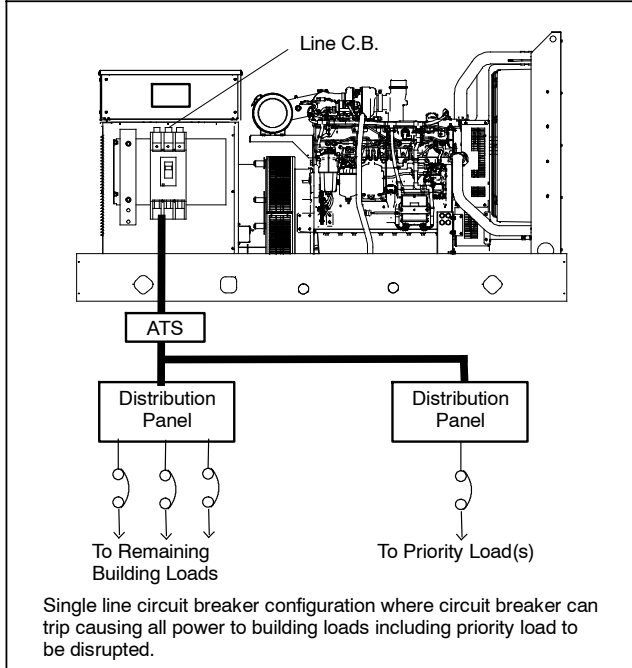 Line C.B.
ATS
Distribution
Panel
Distribution
Panel
To Remaining
Building Loads
To Priority Load(s)
Single line circuit breaker configuration where circuit breaker can
trip causing all power to building loads including priority load to
be disrupted.